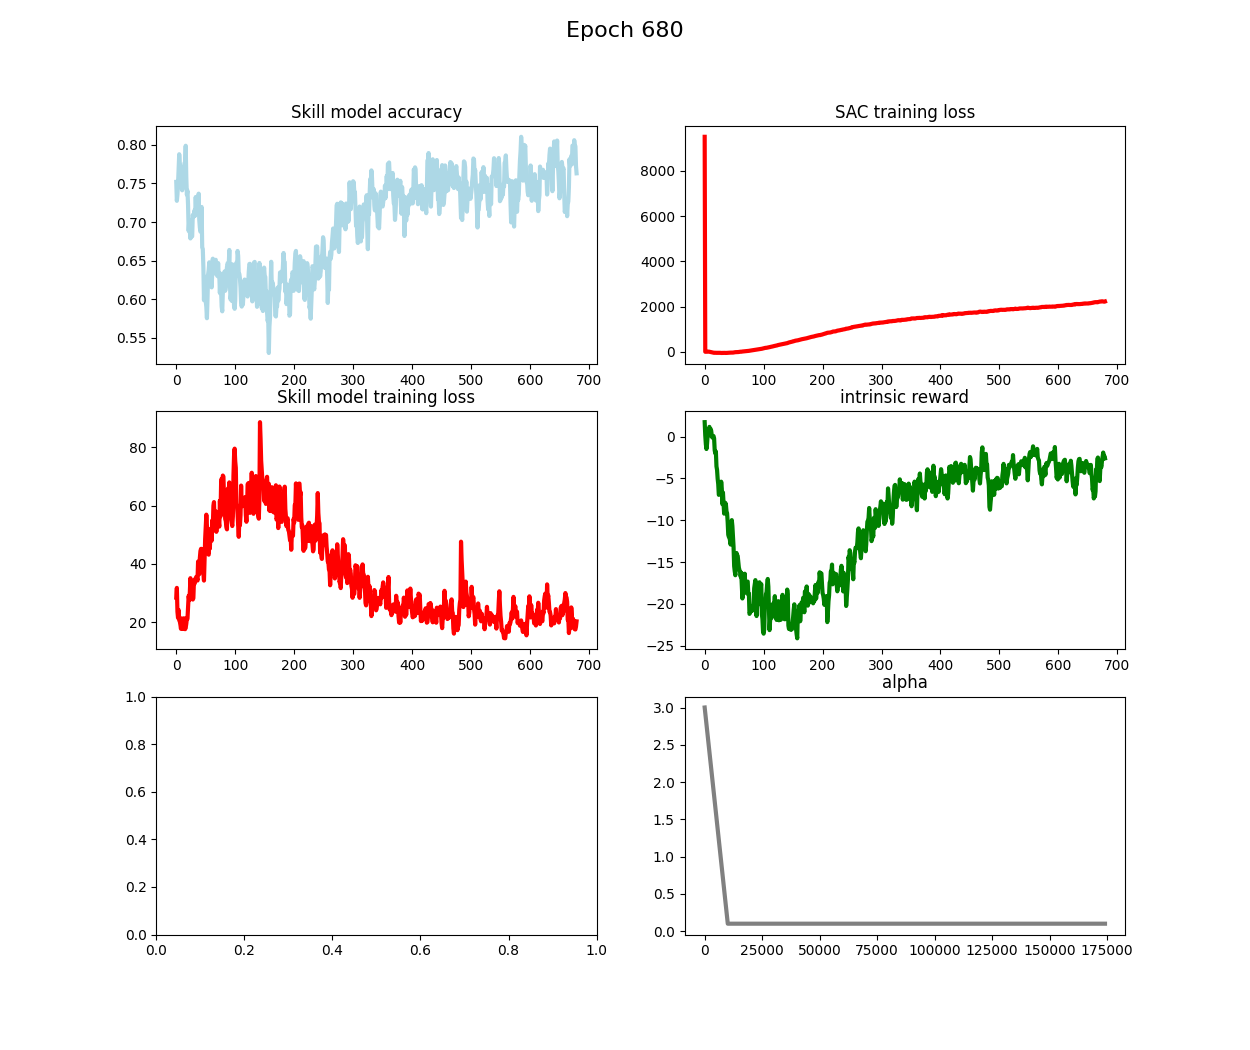 Epoch 680
Skill model accuracy
0.80
0.75
0.70
0.65
0.60
0.55
0 100 200 300 400 500 600 700
SAC training loss
8000
6000
4000
2000
0
0 100 200 300 400 500 600 700
Skill model training loss
80
60
40
20
0 100 200 300 400 500 600 700
intrinsic reward
0
−5
−10
−15
−20
−25
0 100 200 300 400 500 600 700
1.0
0.8
0.6
0.4
0.2
0.0
0.0 0.2 0.4 0.6 0.8 1.0
alpha
3.0
2.5
2.0
1.5
1.0
0.5
0.0
0 25000 50000 75000 100000 125000 150000 175000